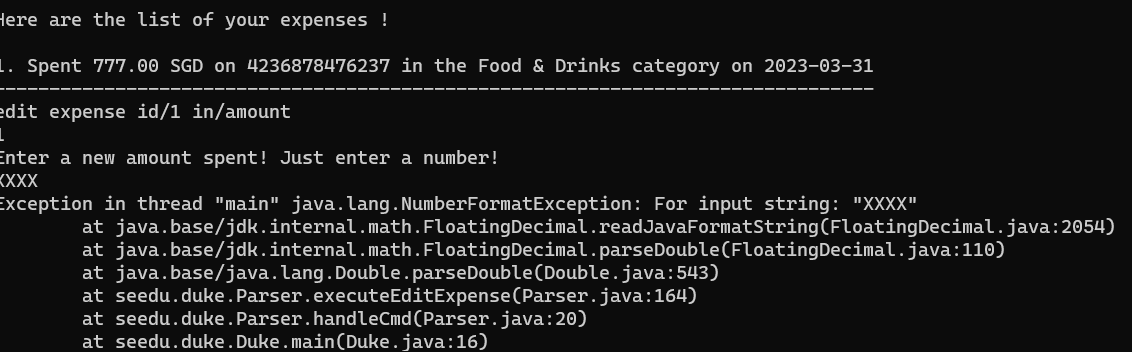 Here are the list of your expenses !
1. Spent 777.00 SGD on 4236878476237 in the Food & Drinks category on 2023-03-31
--------------------------------------------------------------------------------
edit expense id/1 in/amount
1
Enter a new amount spent! Just enter a number!
XXXX
Exception in thread "main" java.lang.NumberFormatException: For input string: "XXXX"
        at java.base/jdk.internal.math.FloatingDecimal.readJavaFormatString(FloatingDecimal.java:2054)
        at java.base/jdk.internal.math.FloatingDecimal.parseDouble(FloatingDecimal.java:110)
        at java.base/java.lang.Double.parseDouble(Double.java:543)
        at seedu.duke.Parser.executeEditExpense(Parser.java:164)
        at seedu.duke.Parser.handleCmd(Parser.java:20)
        at seedu.duke.Duke.main(Duke.java:16)